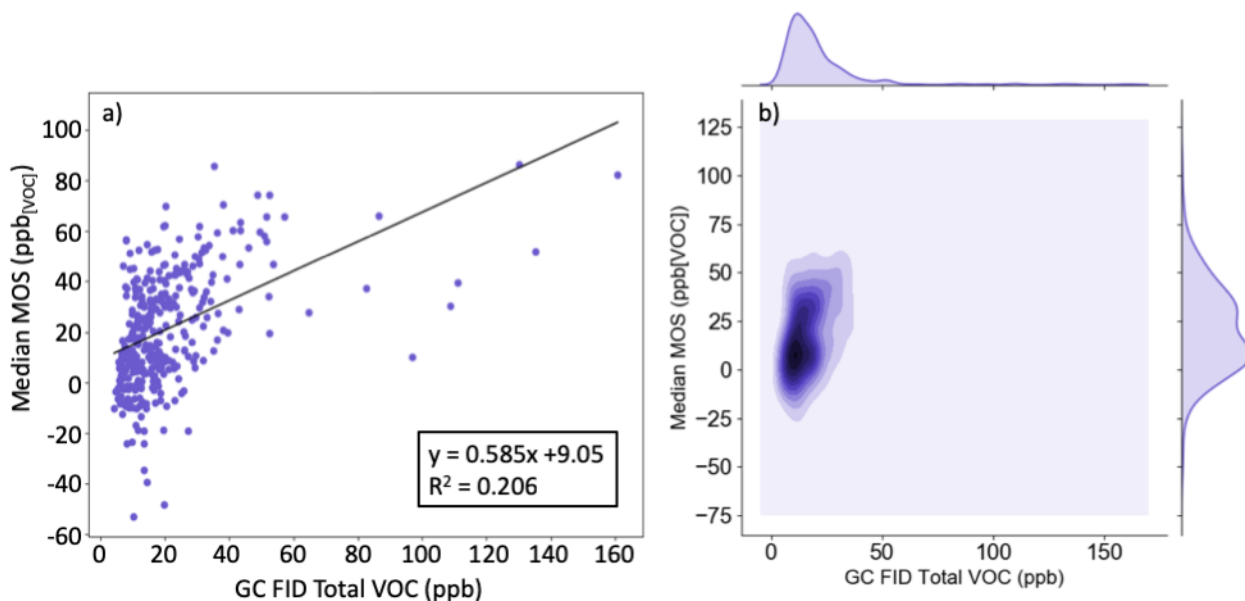 a)
100
80
60
40
20
0
-20
-40
-60
Median MOS (ppb[VOC])
y = 0.585x +9.05
R² = 0.206
0 20 40 60 80 100 120 140 160
GC FID Total VOC (ppb)
b)
125
100
75
50
25
0
−25
−50
−75
Median MOS (ppb[VOC])
0 50 100 150
GC FID Total VOC (ppb)